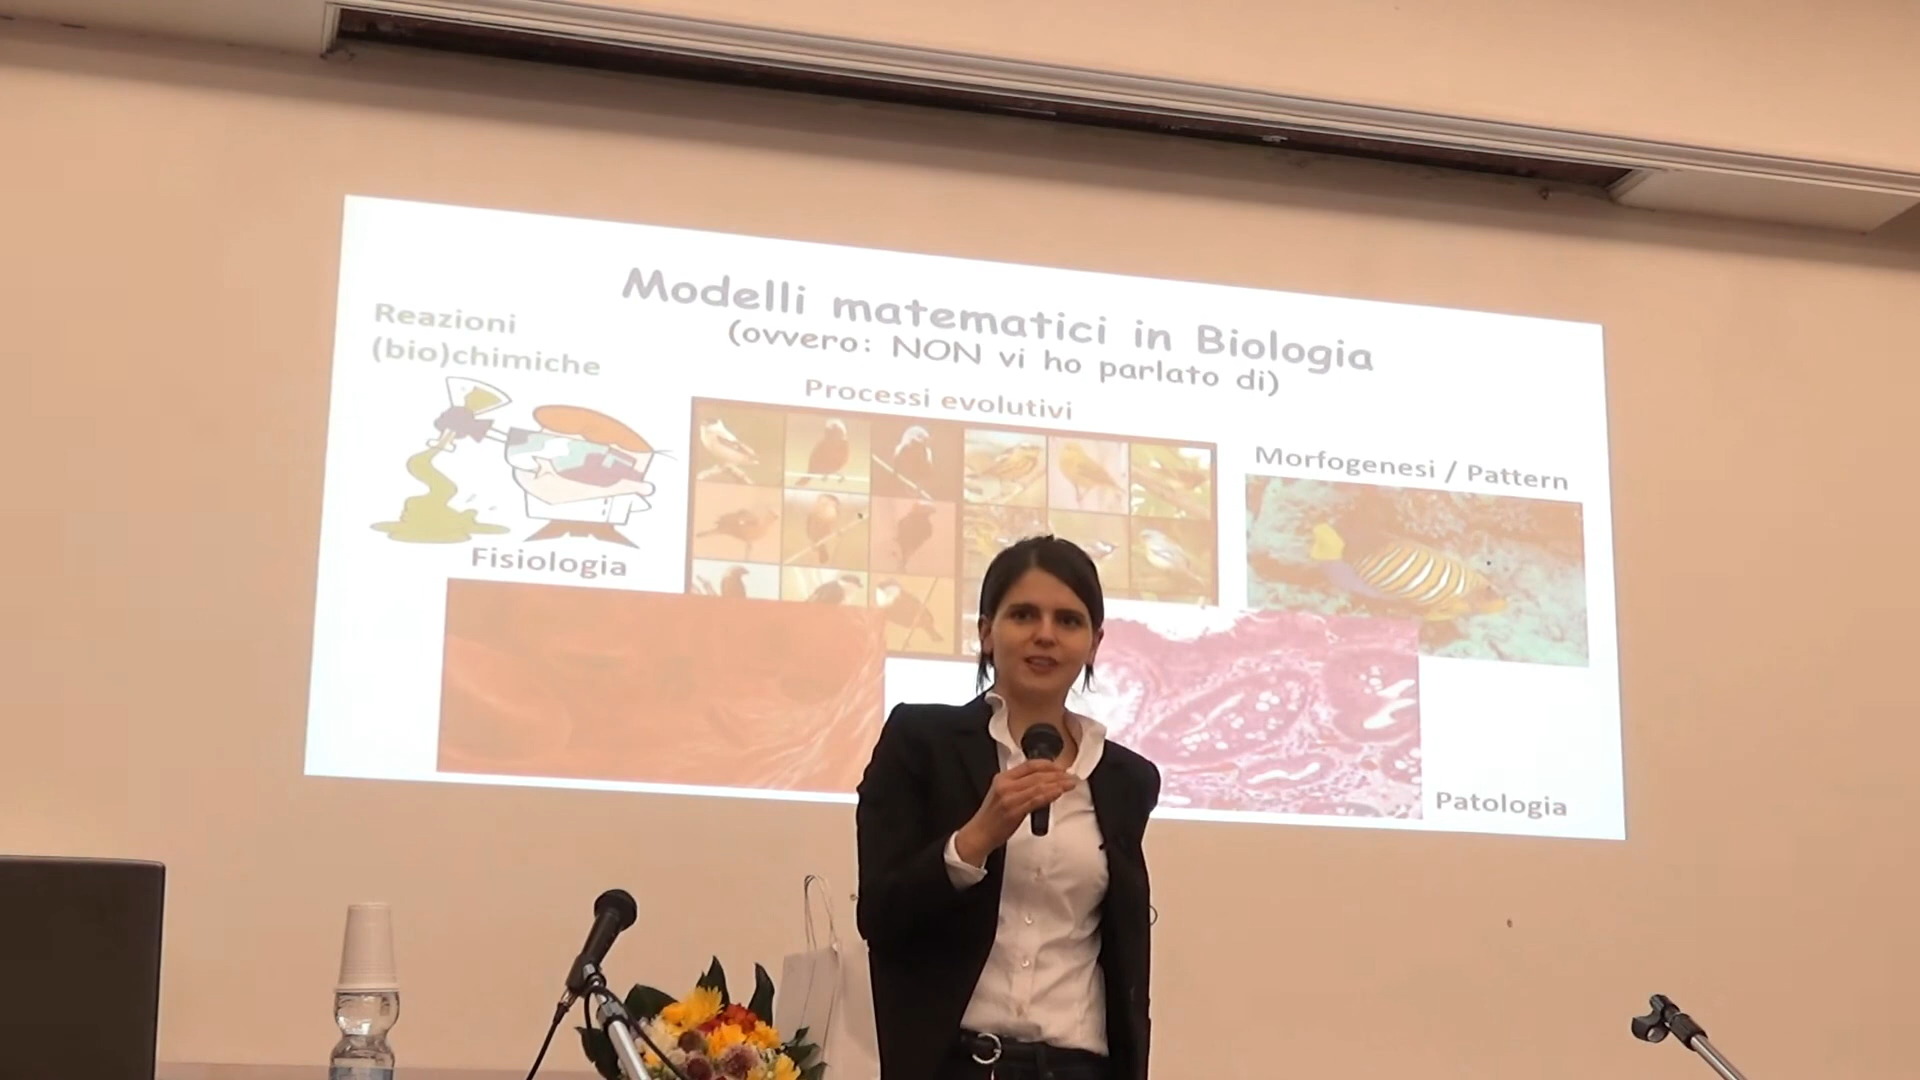 Modelli matematici in Biologia
(ovvero: NON vi ho parlato di)
Reazioni
(bio)chimiche
Processi evolutivi
Morfogenesi / Pattern
Fisiologia
Patologia